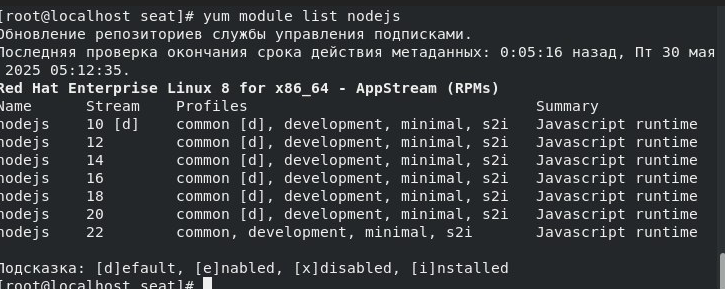 [root@localhost seat]# yum module list nodejs
Обновление репозиториев службы управления подписками.
Последняя проверка окончания срока действия метаданных: 0:05:16 назад, Пт 30 мая
2025 05:12:35.
Red Hat Enterprise Linux 8 for x86_64 - AppStream (RPMs)
Name Stream Profiles Summary
nodejs 10 [d] common [d], development, minimal, s2i Javascript runtime
nodejs 12 common [d], development, minimal, s2i Javascript runtime
nodejs 14 common [d], development, minimal, s2i Javascript runtime
nodejs 16 common [d], development, minimal, s2i Javascript runtime
nodejs 18 common [d], development, minimal, s2i Javascript runtime
nodejs 20 common [d], development, minimal, s2i Javascript runtime
nodejs 22 common, development, minimal, s2i Javascript runtime
Подсказка: [d]efault, [e]nabled, [x]disabled, [i]nstalled
[root@localhost seat]#